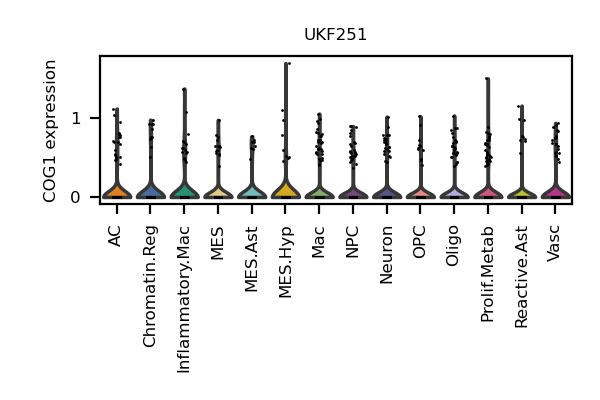 UKF251
COG1 expression
1
0
AC
Chromatin.Reg
Inflammatory.Mac
MES
MES.Ast
MES.Hyp
Mac
NPC
Neuron
OPC
Oligo
Prolif.Metab
Reactive.Ast
Vasc